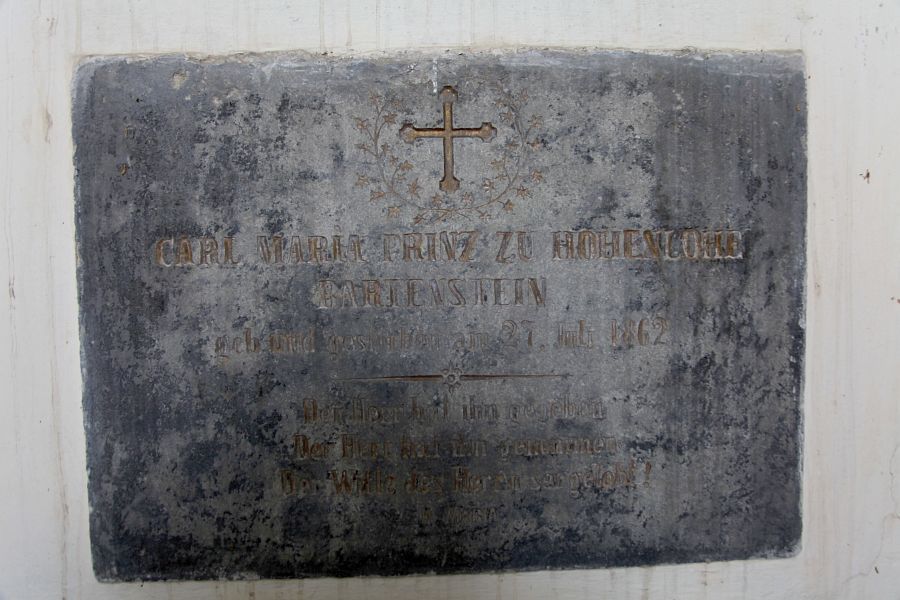 CARL MARIA PRINZ ZU HOHENLOHE
BARTENSTEIN
geb und gestorben am 27. Juli 1862
Der Herr hat ihn gegeben
Der Herr hat ihn genommen
Der Wille des Herrn sei gelobt!